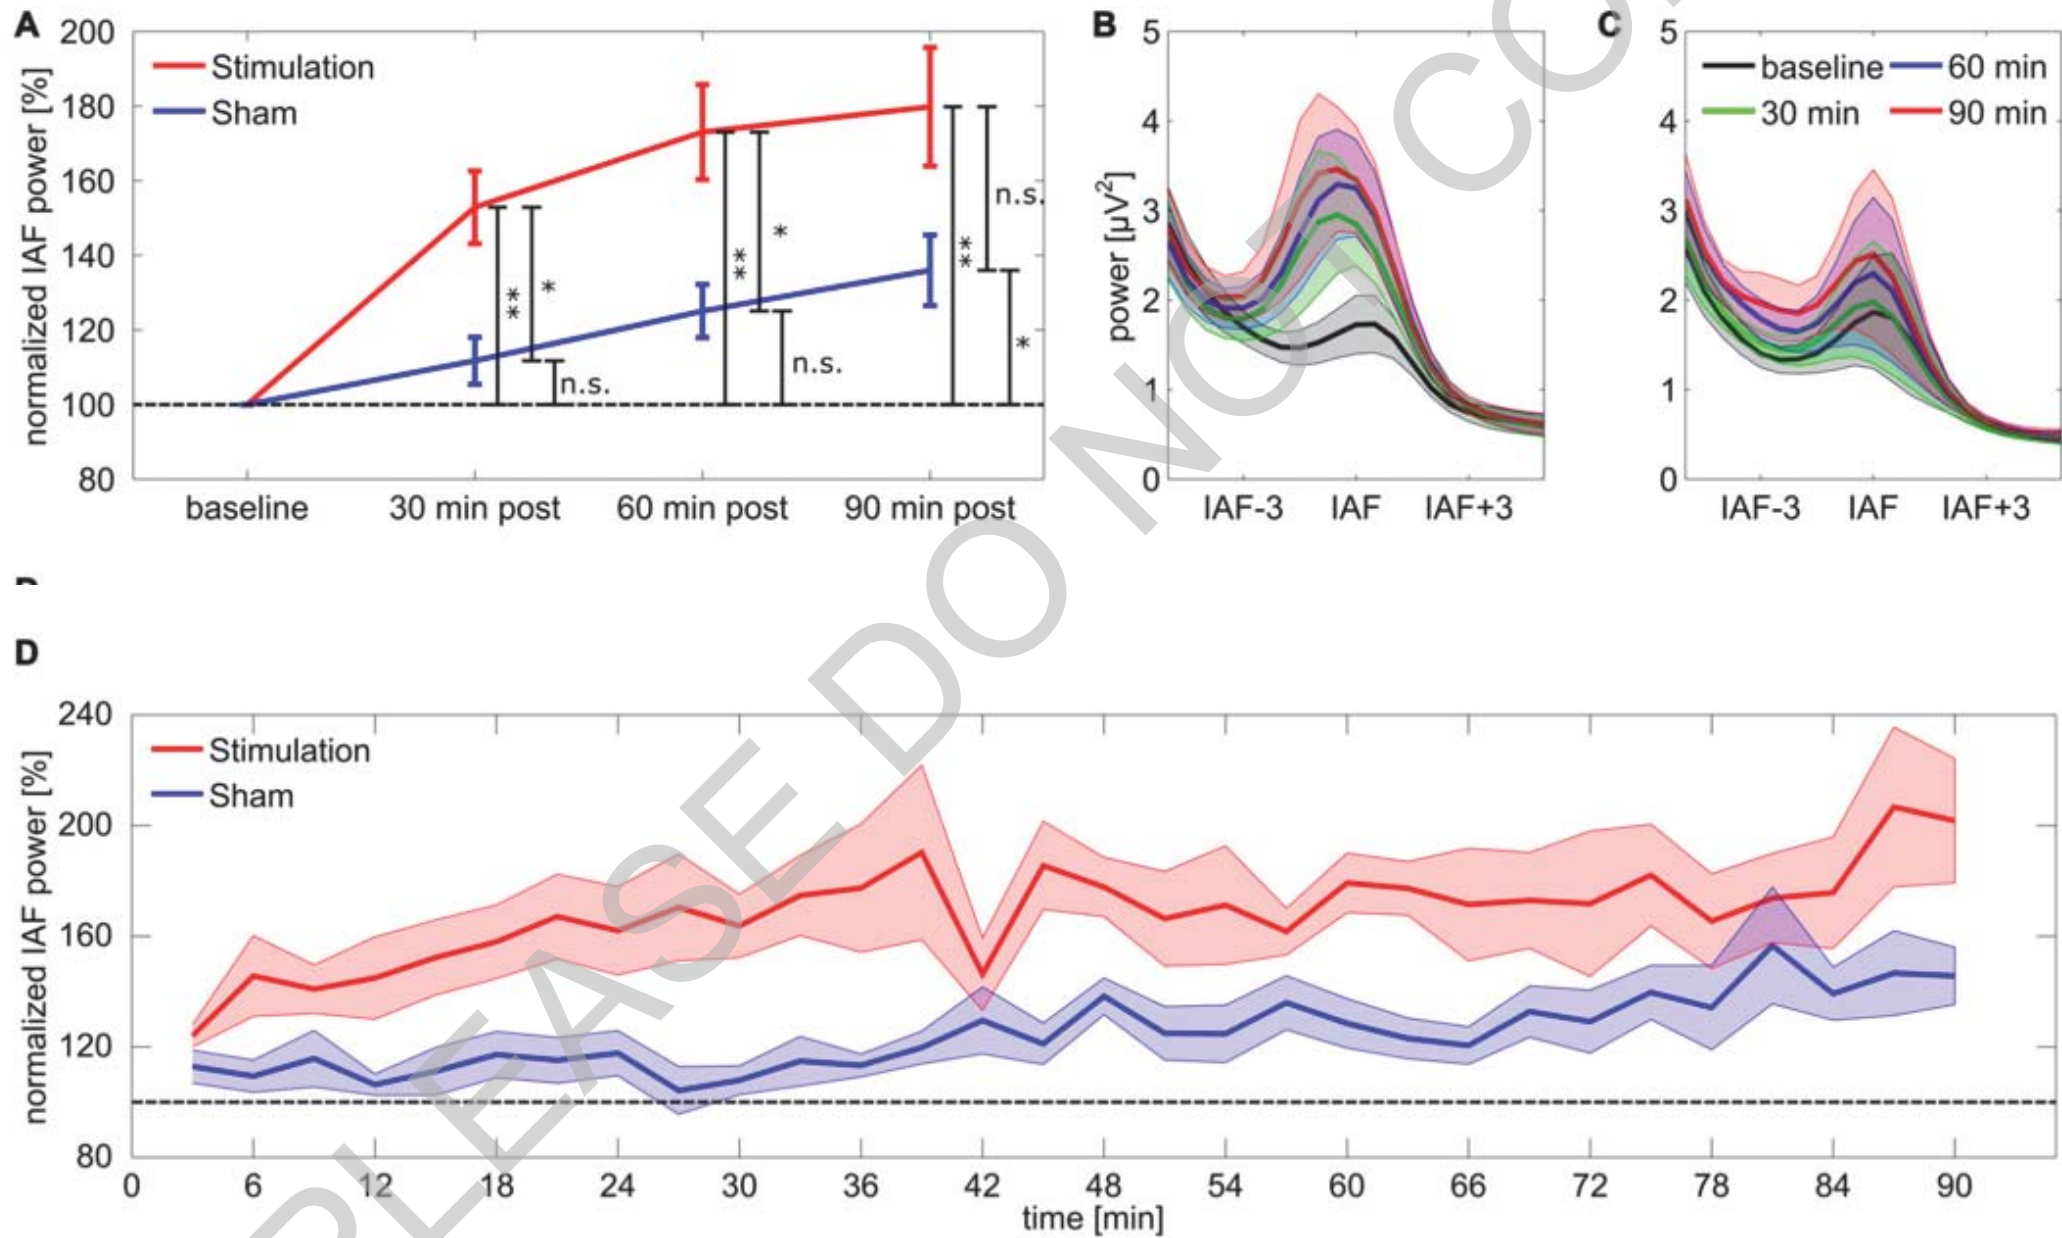 A
200
180
160
140
120
100
80
normalized IAF power [%]
Stimulation
Sham
**
*
n.s.
**
*
n.s.
**
n.s.
*
baseline
30 min post
60 min post
90 min post
B
5
4
3
2
1
0
power [µV²]
IAF-3
IAF
IAF+3
C
5
4
3
2
1
0
baseline
60 min
30 min
90 min
IAF-3
IAF
IAF+3
D
240
200
160
120
80
normalized IAF power [%]
Stimulation
Sham
0 6 12 18 24 30 36 42 48 54 60 66 72 78 84 90
time [min]
PLEASE DO NOT CO